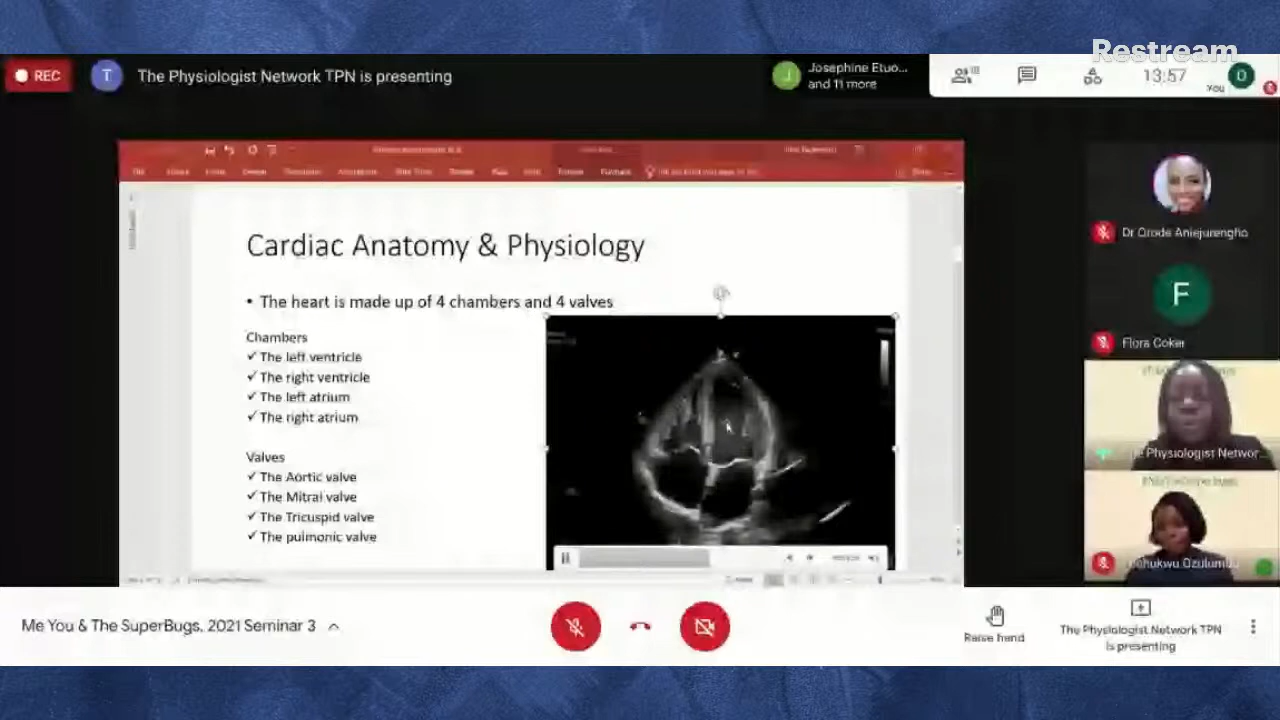 Restream
REC
T
The Physiologist Network TPN is presenting
J
Josephine Etuo...
and 11 more
13:57
You
O
Cardiac Anatomy & Physiology
• The heart is made up of 4 chambers and 4 valves
Chambers
✓ The left ventricle
✓ The right ventricle
✓ The left atrium
✓ The right atrium
Valves
✓ The Aortic valve
✓ The Mitral valve
✓ The Tricuspid valve
✓ The pulmonic valve
Dr Orode Aniejurengho
F
Flora Coker
Physiologist Networ...
Me You & The SuperBugs, 2021 Seminar 3
Raise hand
The Physiologist Network TPN
is presenting